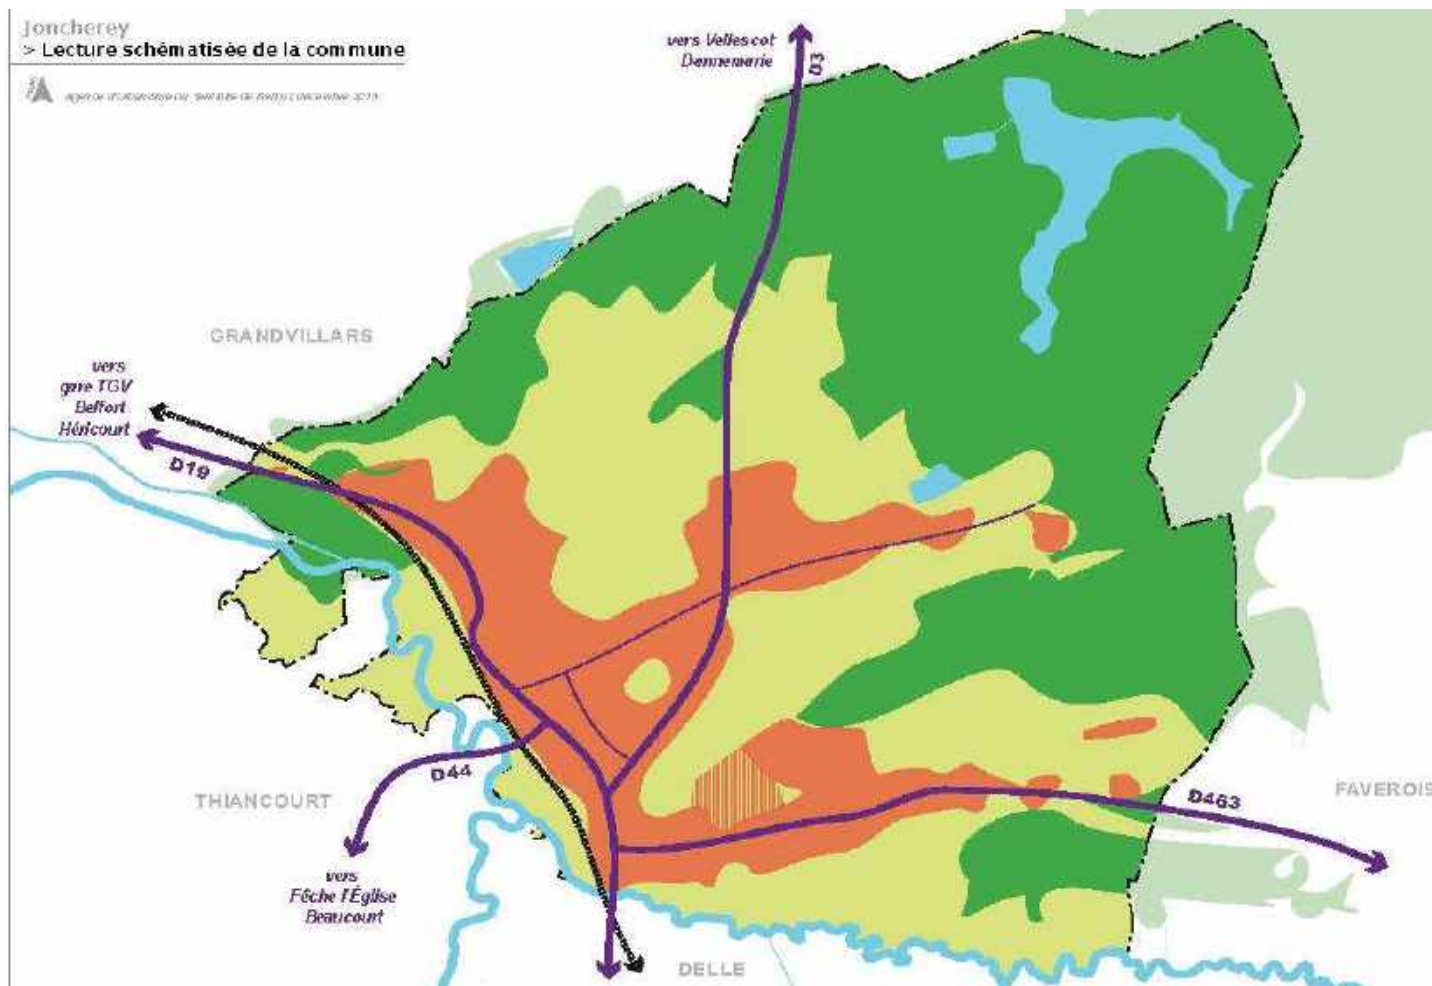 Joncherey
> Lecture schématisée de la commune
vers Vellescot
Dannemarie
D3
GRANDVILLARS
vers
gare TGV
Belfort
Héricourt
D19
D44
THIANCOURT
D463
FAVEROIS
vers
Fêche l'Église
Beaucourt
DELLE